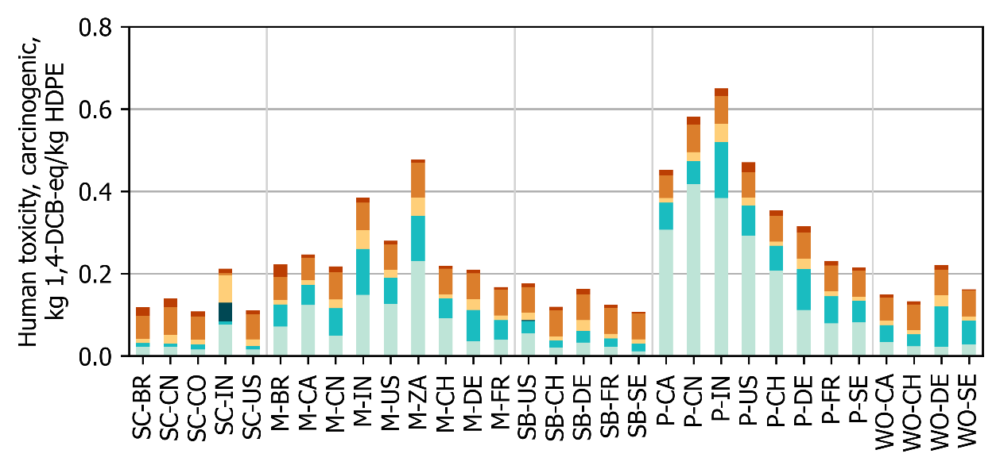 Human toxicity, carcinogenic,
kg 1,4-DCB-eq/kg HDPE
0.8
0.6
0.4
0.2
0.0
SC-BR
SC-CN
SC-CO
SC-IN
SC-US
M-BR
M-CA
M-CN
M-IN
M-US
M-ZA
M-CH
M-DE
M-FR
SB-US
SB-CH
SB-DE
SB-FR
SB-SE
P-CA
P-CN
P-IN
P-US
P-CH
P-DE
P-FR
P-SE
WO-CA
WO-CH
WO-DE
WO-SE